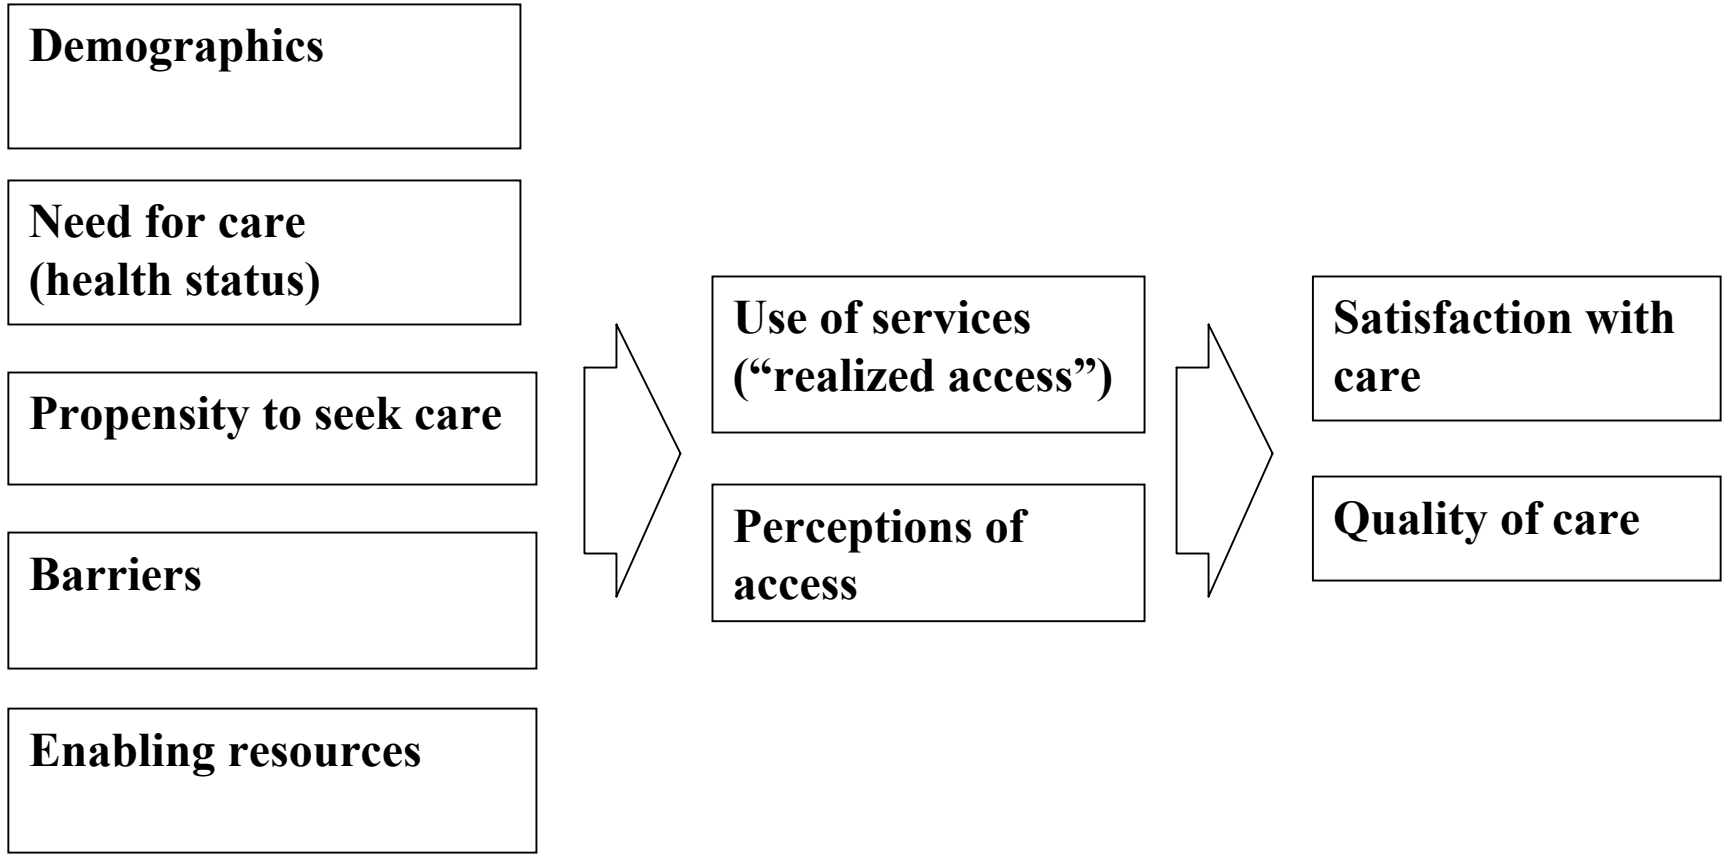 Demographics
Need for care
(health status)
Propensity to seek care
Barriers
Enabling resources
Use of services
(“realized access”)
Perceptions of
access
Satisfaction with
care
Quality of care